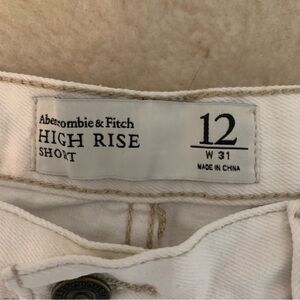 Abercrombie & Fitch
HIGH RISE
SHORT
12
W 31
MADE IN CHINA